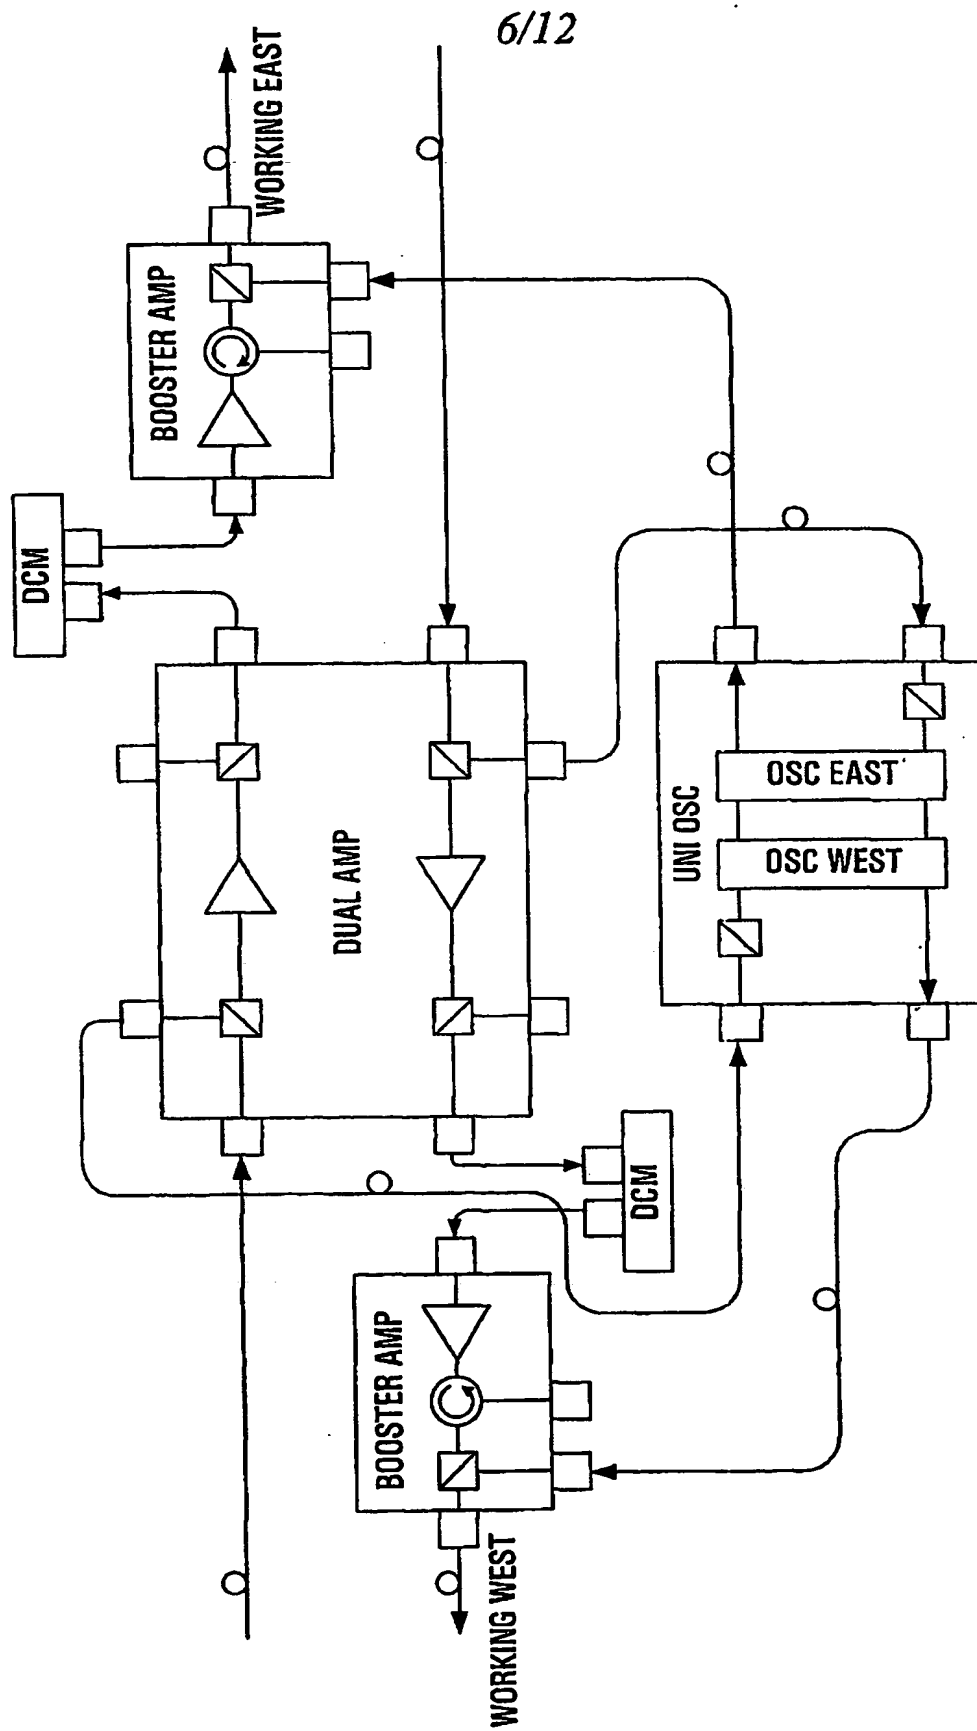 6/12
WORKING EAST
BOOSTER AMP
DCM
DUAL AMP
UNI OSC
OSC EAST
OSC WEST
DCM
BOOSTER AMP
WORKING WEST